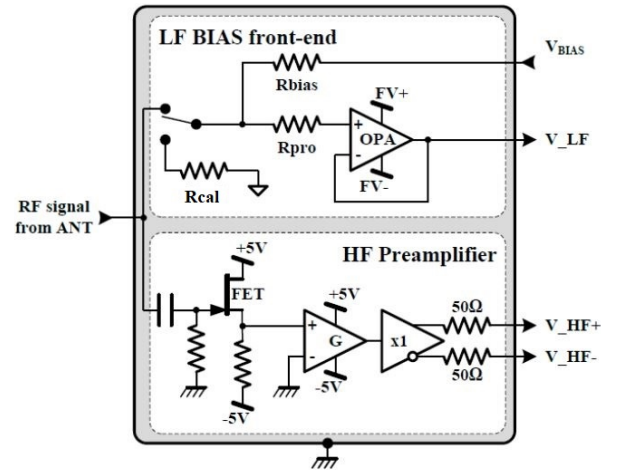 LF BIAS front-end
V_BIAS
Rbias
FV+
+
OPA
-
V_LF
Rpro
FV-
Rcal
RF signal
from ANT
HF Preamplifier
+5V
FET
+5V
50Ω
V_HF+
+
G
-
x1
V_HF-
50Ω
-5V
-5V